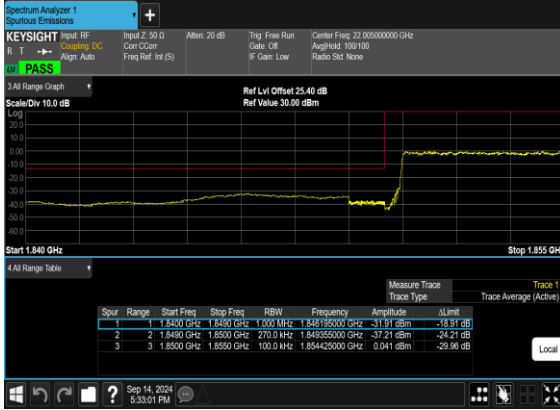 Spectrum Analyzer 1
Spurious Emissions
+
KEYSIGHT Input: RF Input Z: 50 Ω Atten: 20 dB Trig: Free Run Center Freq: 22.005000000 GHz
R T Coupling: DC Corr CCorr Gate: Off Avg|Hold: 100/100
Align: Auto Freq Ref: Int (S) IF Gain: Low Radio Std: None
PASS
3 All Range Graph
Ref Lvl Offset 25.40 dB
Scale/Div 10.0 dB Ref Value 30.00 dBm
Log
20.0
10.0
0.00
-10.0
-20.0
-30.0
-40.0
-50.0
-60.0
Start 1.840 GHz Stop 1.855 GH
4 All Range Table
Measure Trace Trace 1
Trace Type Trace Average (Active)
Spur Range Start Freq Stop Freq RBW Frequency Amplitude ΔLimit
1 1 1.8400 GHz 1.8490 GHz 1.000 MHz 1.846195000 GHz -31.91 dBm -18.91 dB
2 2 1.8490 GHz 1.8500 GHz 270.0 kHz 1.849355000 GHz -37.21 dBm -24.21 dB
3 3 1.8500 GHz 1.8550 GHz 100.0 kHz 1.854425000 GHz 0.041 dBm -29.96 dB
Local
?
Sep 14, 2024
5:33:01 PM